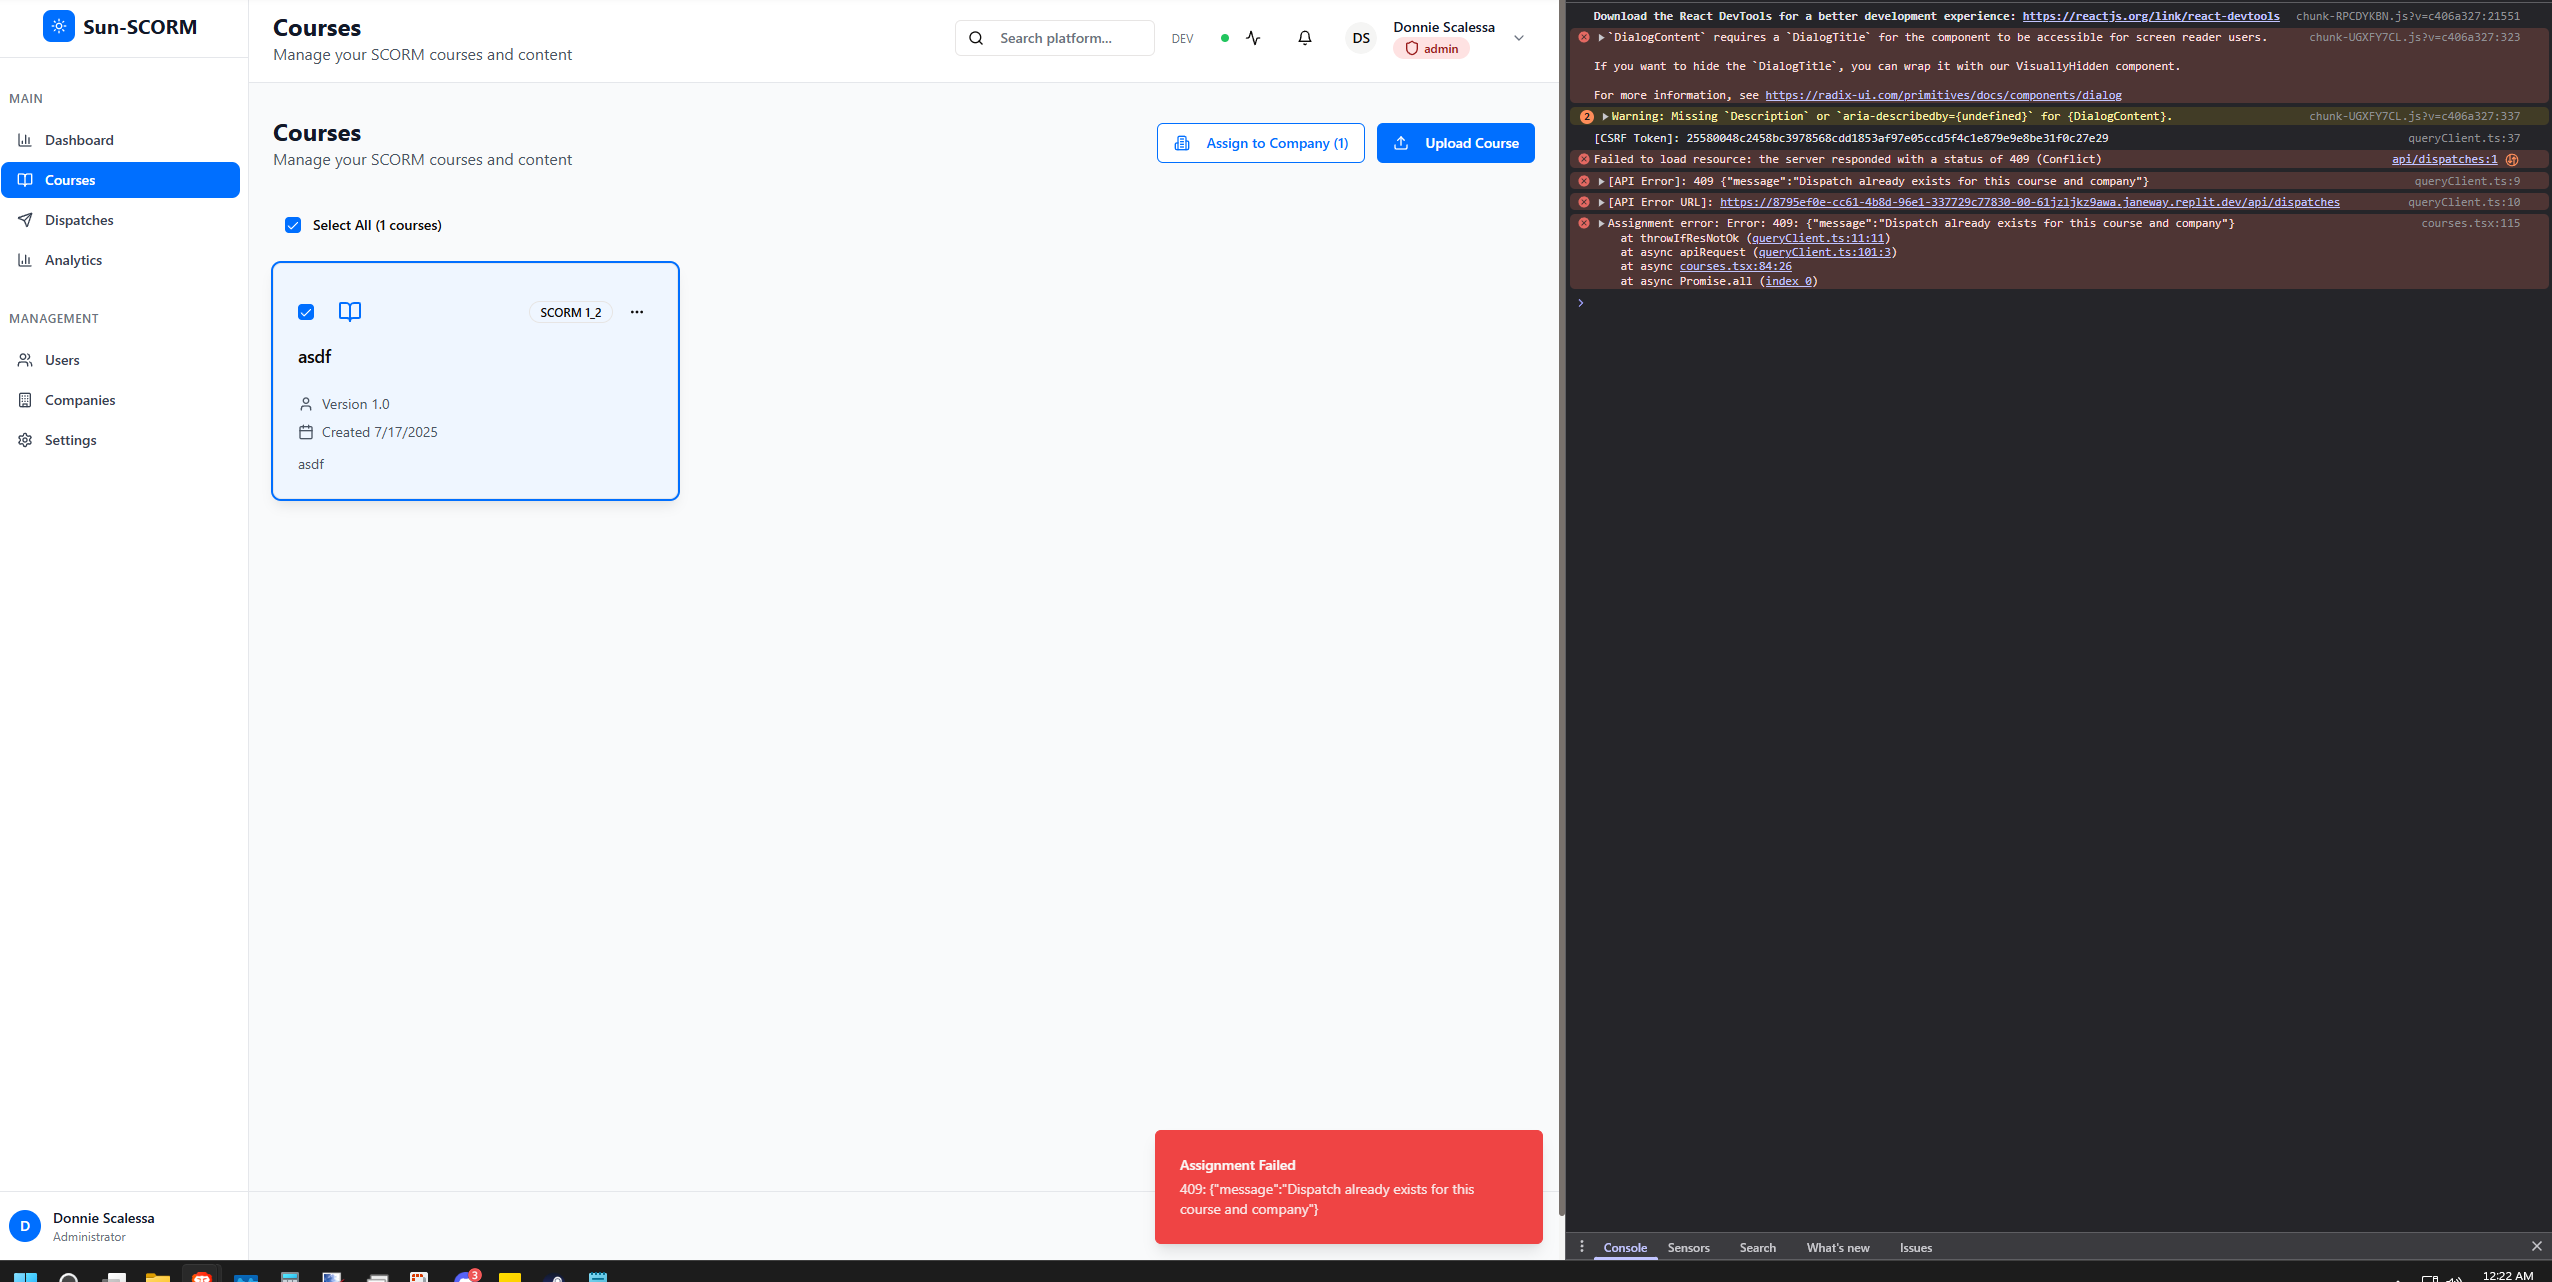 Sun-SCORM
MAIN
Dashboard
Courses
Dispatches
Analytics
MANAGEMENT
Users
Companies
Settings
D
Donnie Scalessa
Administrator
Courses
Manage your SCORM courses and content
Search platform...
DEV
DS
Donnie Scalessa
admin
Courses
Manage your SCORM courses and content
Assign to Company (1)
Upload Course
Select All (1 courses)
SCORM 1_2
asdf
Version 1.0
Created 7/17/2025
asdf
Assignment Failed
409: {"message":"Dispatch already exists for this
course and company"}
Download the React DevTools for a better development experience: https://reactjs.org/link/react-devtools chunk-RPCDYKBN.js?v=c406a327:21551
`DialogContent` requires a `DialogTitle` for the component to be accessible for screen reader users. chunk-UGXFY7CL.js?v=c406a327:323
If you want to hide the `DialogTitle`, you can wrap it with our VisuallyHidden component.
For more information, see https://radix-ui.com/primitives/docs/components/dialog
2 Warning: Missing `Description` or `aria-describedby={undefined}` for {DialogContent}. chunk-UGXFY7CL.js?v=c406a327:337
[CSRF Token]: 25580048c2458bc3978568cdd1853af97e05ccd5f4c1e879e9e8be31f0c27e29 queryClient.ts:37
Failed to load resource: the server responded with a status of 409 (Conflict) api/dispatches:1
[API Error]: 409 {"message":"Dispatch already exists for this course and company"} queryClient.ts:9
[API Error URL]: https://8795ef0e-cc61-4b8d-96e1-337729c77830-00-61jzljkz9awa.janeway.replit.dev/api/dispatches queryClient.ts:10
Assignment error: Error: 409: {"message":"Dispatch already exists for this course and company"} courses.tsx:115
at throwIfResNotOk (queryClient.ts:11:11)
at async apiRequest (queryClient.ts:101:3)
at async courses.tsx:84:26
at async Promise.all (index 0)
Console
Sensors
Search
What's new
Issues
3
12:22 AM